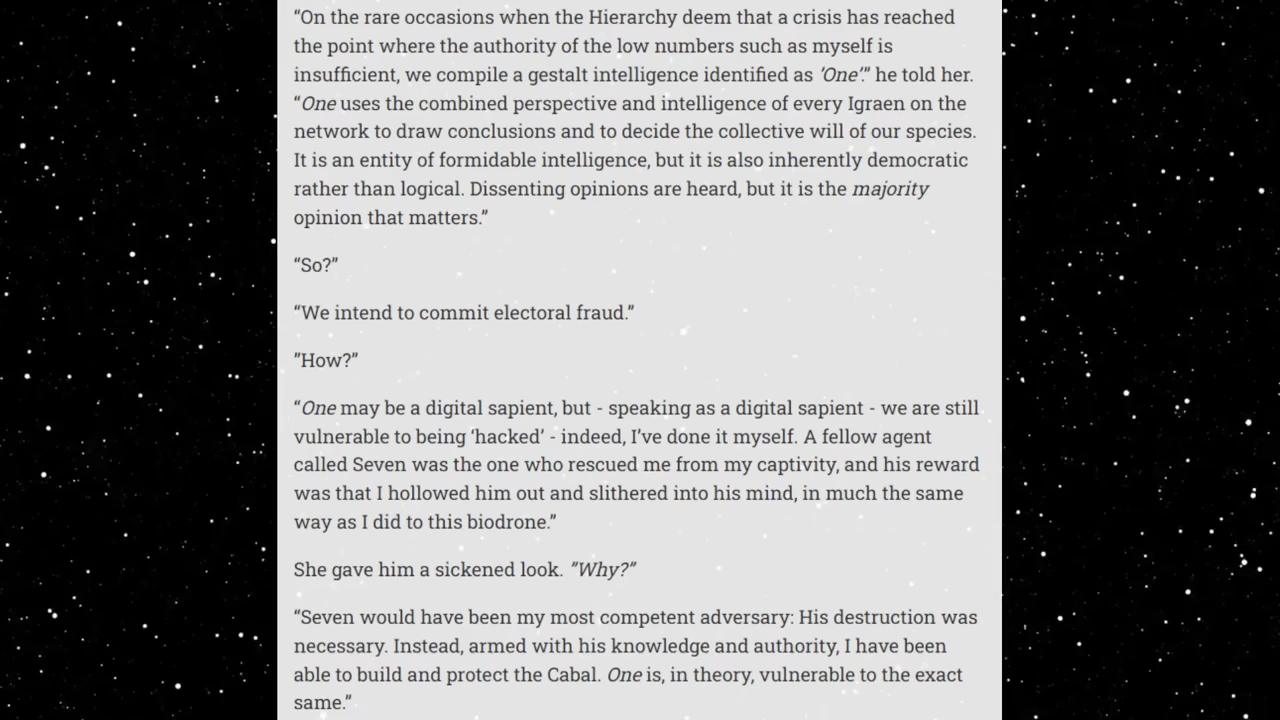 “On the rare occasions when the Hierarchy deem that a crisis has reached
the point where the authority of the low numbers such as myself is
insufficient, we compile a gestalt intelligence identified as ‘One’.” he told her.
“One uses the combined perspective and intelligence of every Igraen on the
network to draw conclusions and to decide the collective will of our species.
It is an entity of formidable intelligence, but it is also inherently democratic
rather than logical. Dissenting opinions are heard, but it is the majority
opinion that matters.”
“So?”
“We intend to commit electoral fraud.”
”How?”
“One may be a digital sapient, but - speaking as a digital sapient - we are still
vulnerable to being ‘hacked’ - indeed, I’ve done it myself. A fellow agent
called Seven was the one who rescued me from my captivity, and his reward
was that I hollowed him out and slithered into his mind, in much the same
way as I did to this biodrone.”
She gave him a sickened look. ”Why?”
“Seven would have been my most competent adversary: His destruction was
necessary. Instead, armed with his knowledge and authority, I have been
able to build and protect the Cabal. One is, in theory, vulnerable to the exact
same.”